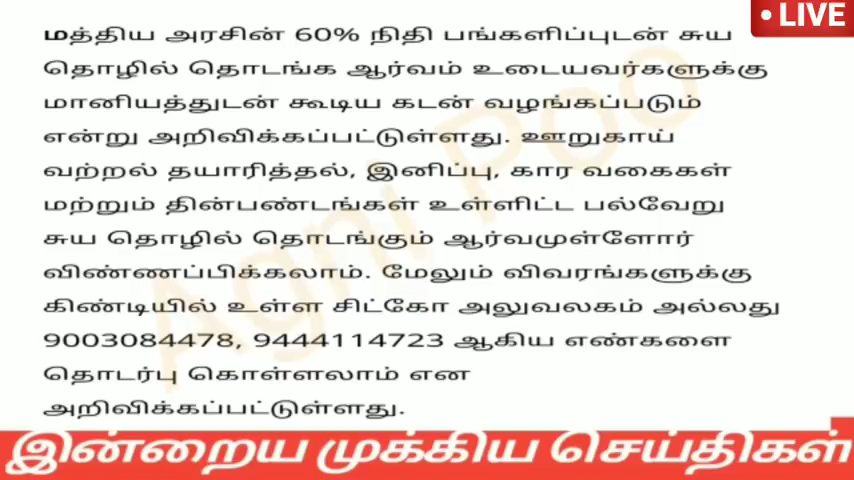 LIVE
மத்திய அரசின் 60% நிதி பங்களிப்புடன் சுய
தொழில் தொடங்க ஆர்வம் உடையவர்களுக்கு
மானியத்துடன் கூடிய கடன் வழங்கப்படும்
என்று அறிவிக்கப்பட்டுள்ளது. ஊறுகாய்
வற்றல் தயாரித்தல், இனிப்பு, கார வகைகள்
மற்றும் தின்பண்டங்கள் உள்ளிட்ட பல்வேறு
சுய தொழில் தொடங்கும் ஆர்வமுள்ளோர்
விண்ணப்பிக்கலாம். மேலும் விவரங்களுக்கு
கிண்டியில் உள்ள சிட்கோ அலுவலகம் அல்லது
9003084478, 9444114723 ஆகிய எண்களை
தொடர்பு கொள்ளலாம் என
அறிவிக்கப்பட்டுள்ளது.
Agni Poo
இன்றைய முக்கிய செய்திகள்